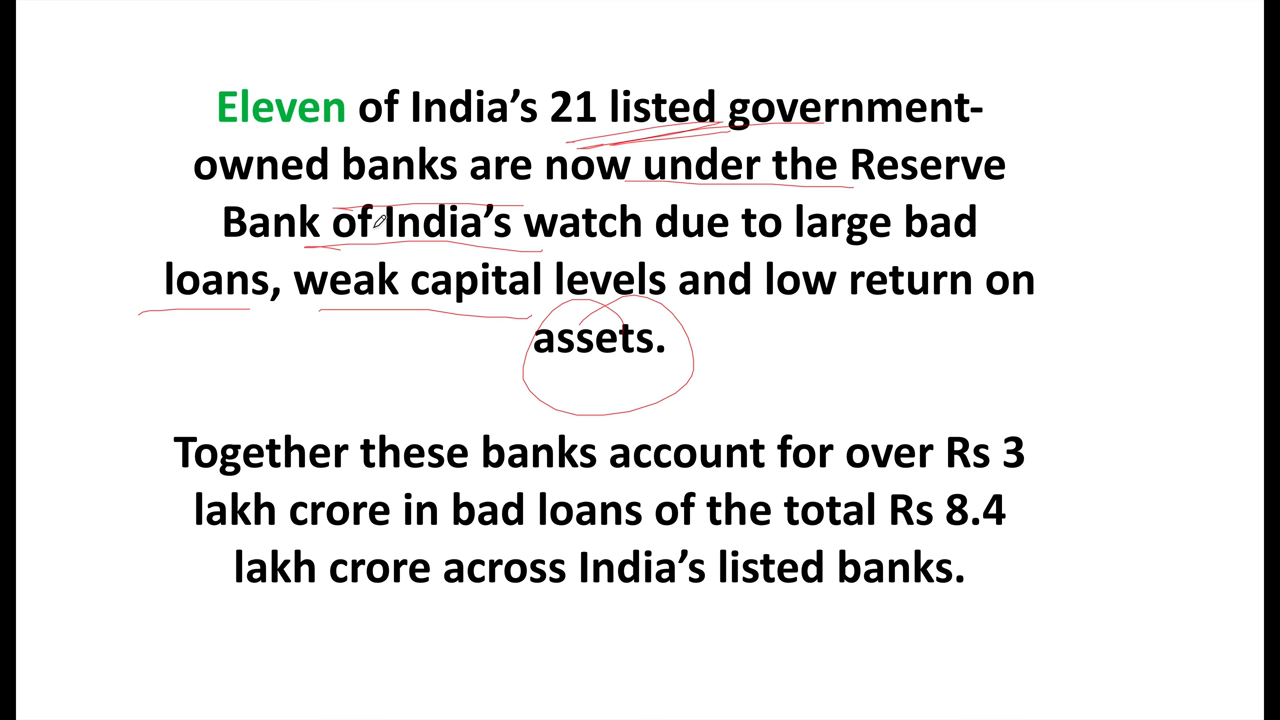 Eleven of India’s 21 listed government-
owned banks are now under the Reserve
Bank of India’s watch due to large bad
loans, weak capital levels and low return on
assets.
Together these banks account for over Rs 3
lakh crore in bad loans of the total Rs 8.4
lakh crore across India’s listed banks.